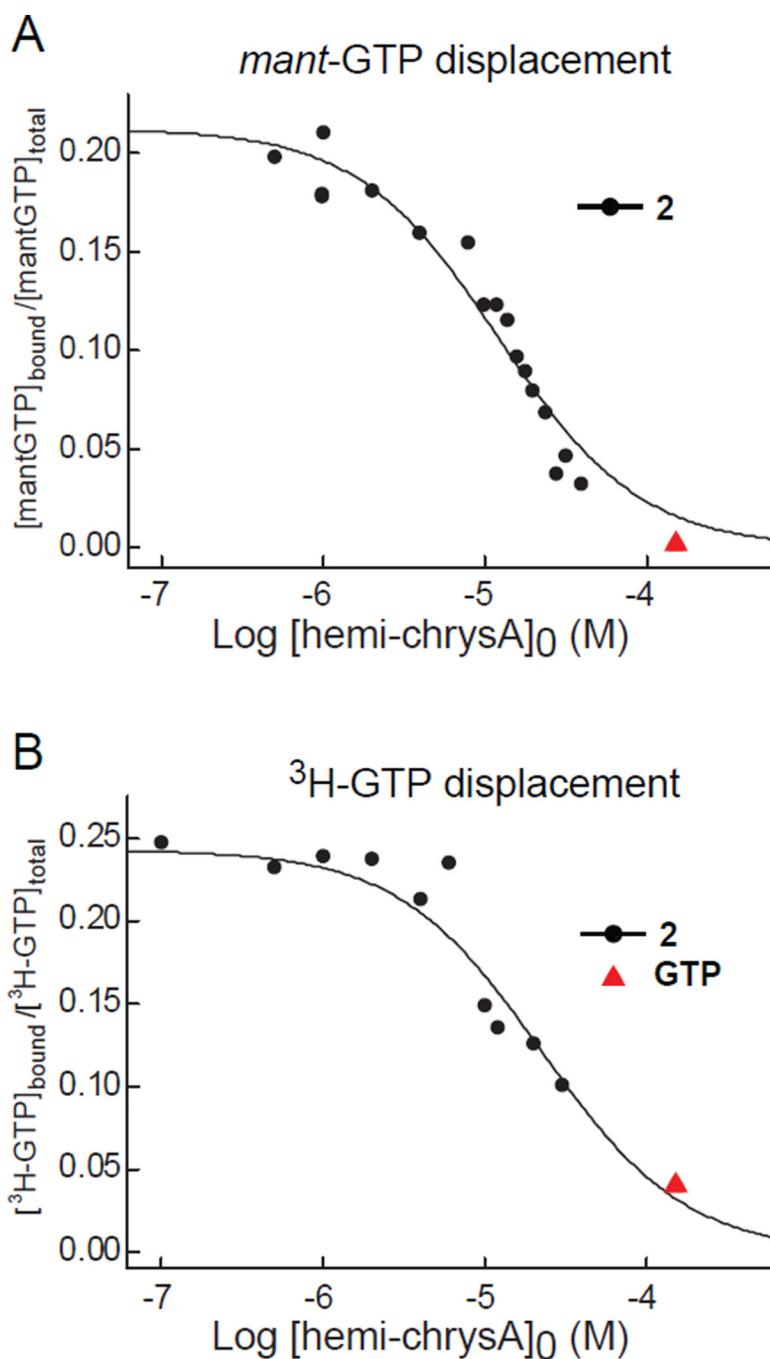 A
mant-GTP displacement
[mantGTP]bound/[mantGTP]total
0.20
0.15
0.10
0.05
0.00
2
-7 -6 -5 -4
Log [hemi-chrysA]0 (M)
B
3H-GTP displacement
[3H-GTP]bound/[3H-GTP]total
0.25
0.20
0.15
0.10
0.05
0.00
2
GTP
-7 -6 -5 -4
Log [hemi-chrysA]0 (M)